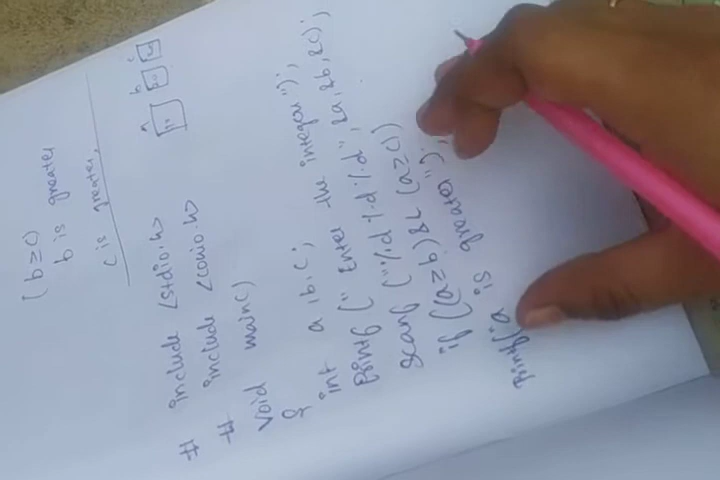 (b≥c)
b is greater
c is greater.
# include <stdio.h>
# include <conio.h>
void main()
{
int a,b,c;
printf(" Enter the integer");
scanf ("%d %d %d", &a, &b, &c);
if ((a≥b) && (a≥c))
printf("a is greater");